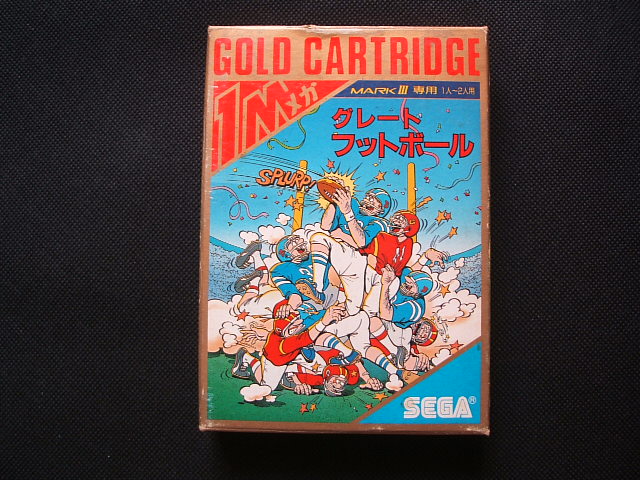 GOLD CARTRIDGE
1Mメガ
MARK III 専用 1人〜2人用
グレート
フットボール
SPLURP!
SEGA®